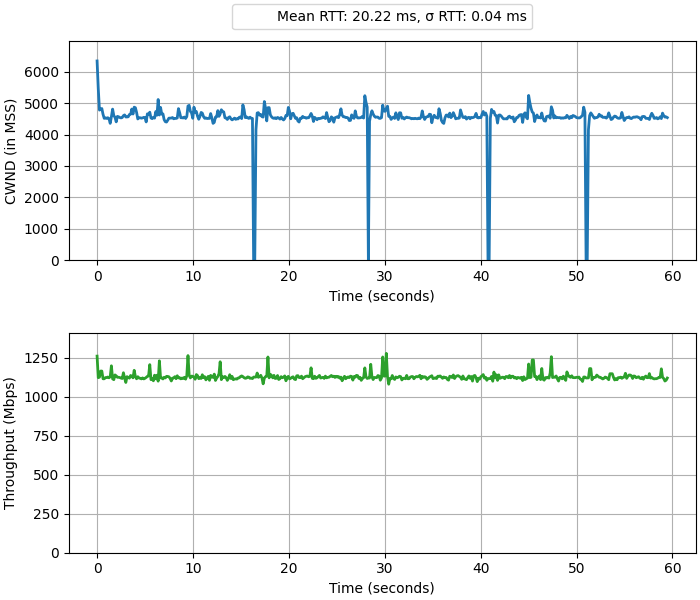 Mean RTT: 20.22 ms, σ RTT: 0.04 ms
6000
5000
4000
3000
2000
1000
0
CWND (in MSS)
0 10 20 30 40 50 60
Time (seconds)
1250
1000
750
500
250
0
Throughput (Mbps)
0 10 20 30 40 50 60
Time (seconds)